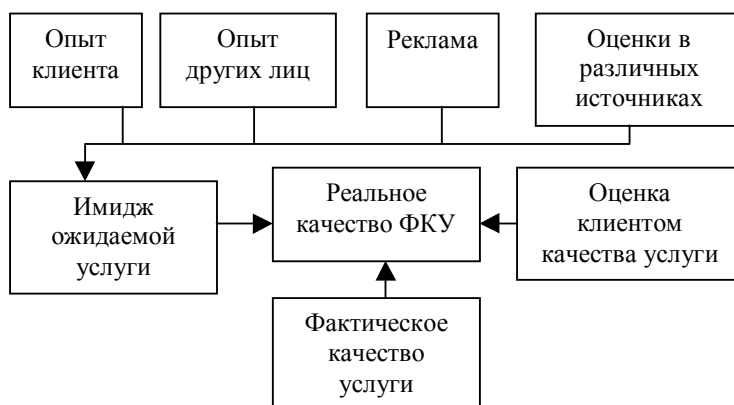 Опыт
клиента
Опыт
других лиц
Реклама
Оценки в
различных
источниках
Имидж
ожидаемой
услуги
Реальное
качество ФКУ
Оценка
клиентом
качества услуги
Фактическое
качество
услуги